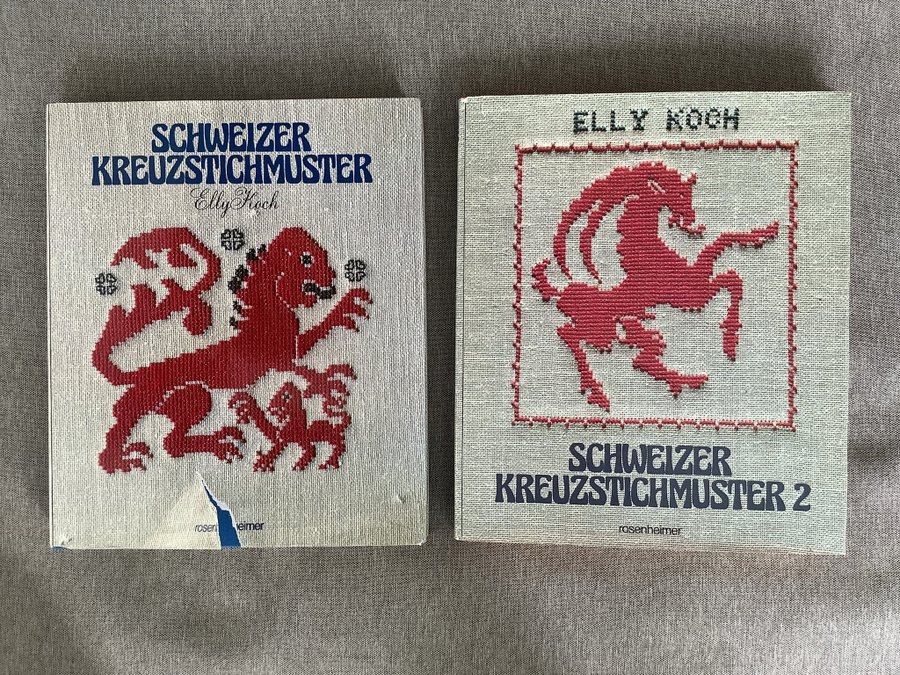 SCHWEIZER
KREUZSTICHMUSTER
Elly Koch
rosenheimer
ELLY KOCH
SCHWEIZER
KREUZSTICHMUSTER 2
rosenheimer